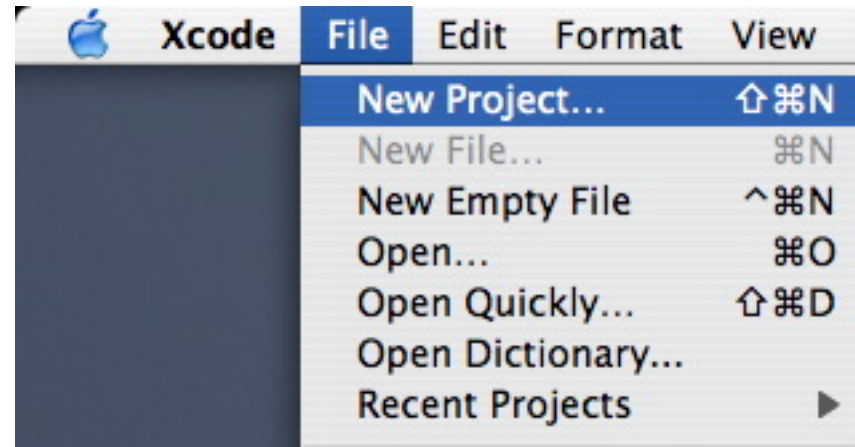 Xcode File Edit Format View
New Project... ⇧⌘N
New File... ⌘N
New Empty File ^⌘N
Open... ⌘O
Open Quickly... ⇧⌘D
Open Dictionary...
Recent Projects